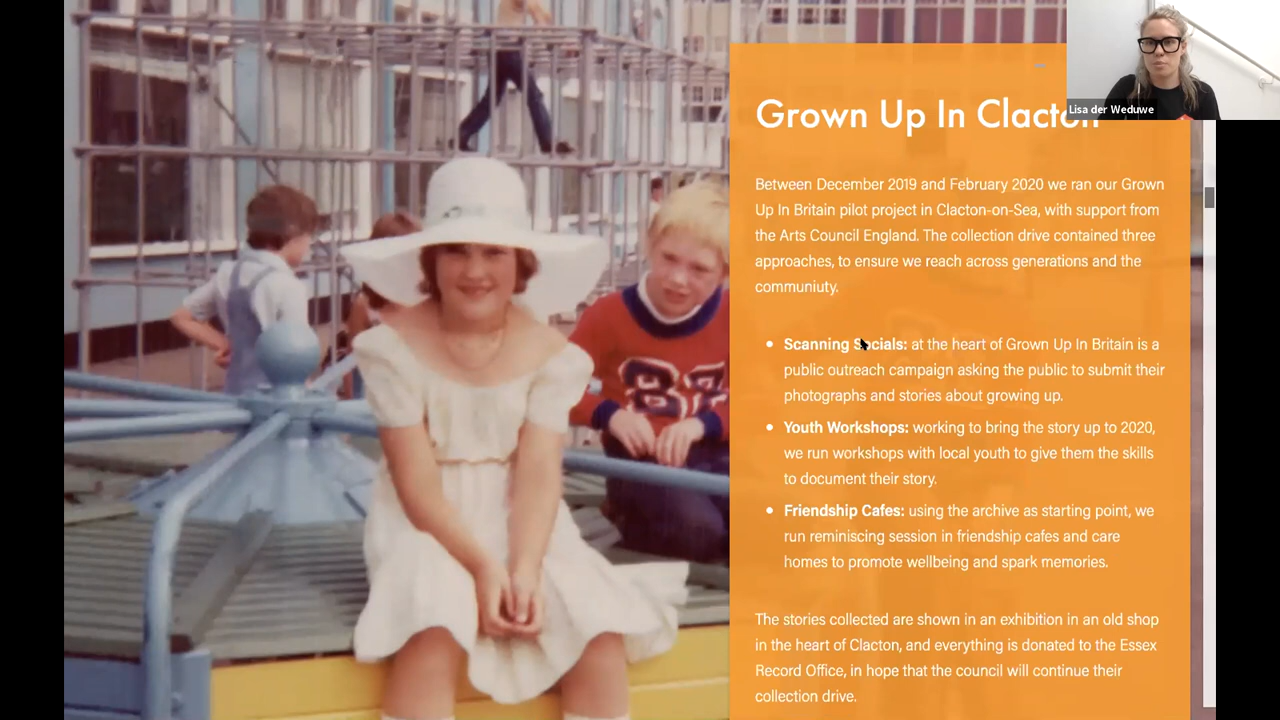 Lisa der Weduwe
Grown Up In Clacton
Between December 2019 and February 2020 we ran our Grown
Up In Britain pilot project in Clacton-on-Sea, with support from
the Arts Council England. The collection drive contained three
approaches, to ensure we reach across generations and the
communiuty.
• Scanning Socials: at the heart of Grown Up In Britain is a
public outreach campaign asking the public to submit their
photographs and stories about growing up.
• Youth Workshops: working to bring the story up to 2020,
we run workshops with local youth to give them the skills
to document their story.
• Friendship Cafes: using the archive as starting point, we
run reminiscing session in friendship cafes and care
homes to promote wellbeing and spark memories.
The stories collected are shown in an exhibition in an old shop
in the heart of Clacton, and everything is donated to the Essex
Record Office, in hope that the council will continue their
collection drive.
88